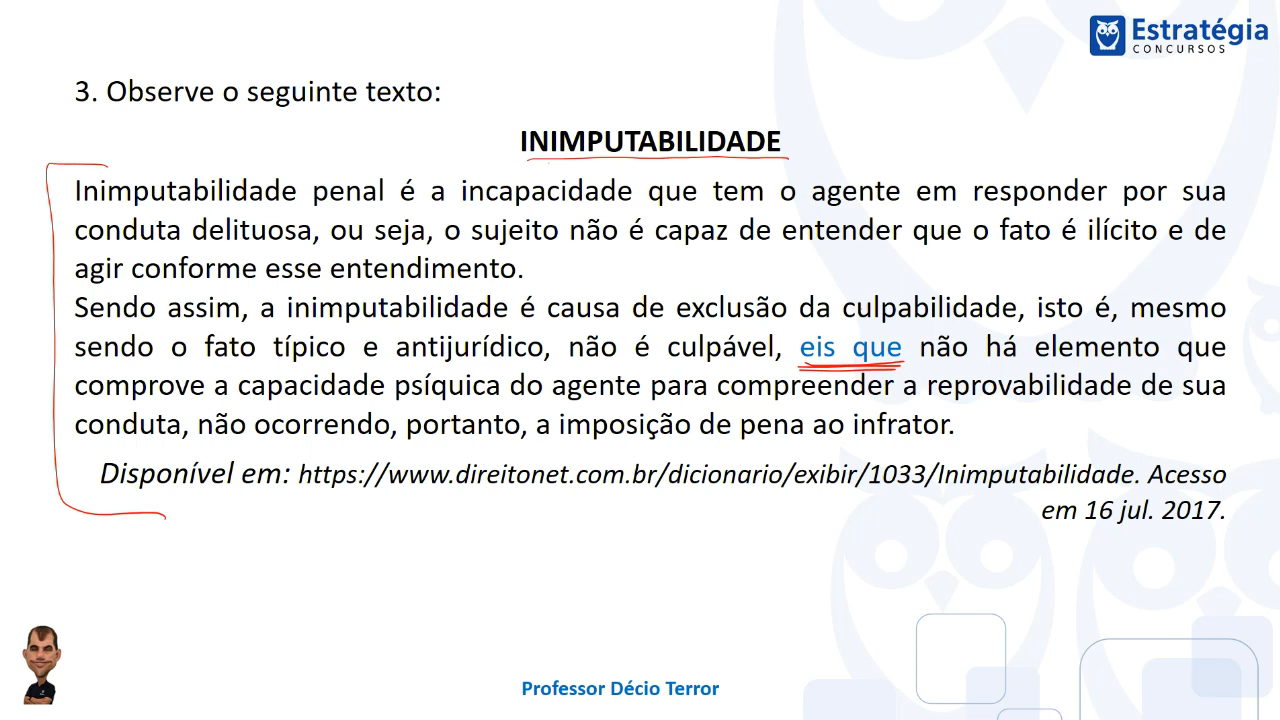 Estratégia
CONCURSOS
3. Observe o seguinte texto:
INIMPUTABILIDADE
Inimputabilidade penal é a incapacidade que tem o agente em responder por sua
conduta delituosa, ou seja, o sujeito não é capaz de entender que o fato é ilícito e de
agir conforme esse entendimento.
Sendo assim, a inimputabilidade é causa de exclusão da culpabilidade, isto é, mesmo
sendo o fato típico e antijurídico, não é culpável, eis que não há elemento que
comprove a capacidade psíquica do agente para compreender a reprovabilidade de sua
conduta, não ocorrendo, portanto, a imposição de pena ao infrator.
Disponível em: https://www.direitonet.com.br/dicionario/exibir/1033/Inimputabilidade. Acesso
em 16 jul. 2017.
Professor Décio Terror